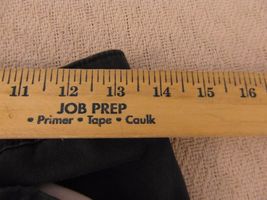 11 12 13 14 15 16
JOB PREP
• Primer • Tape • Caulk